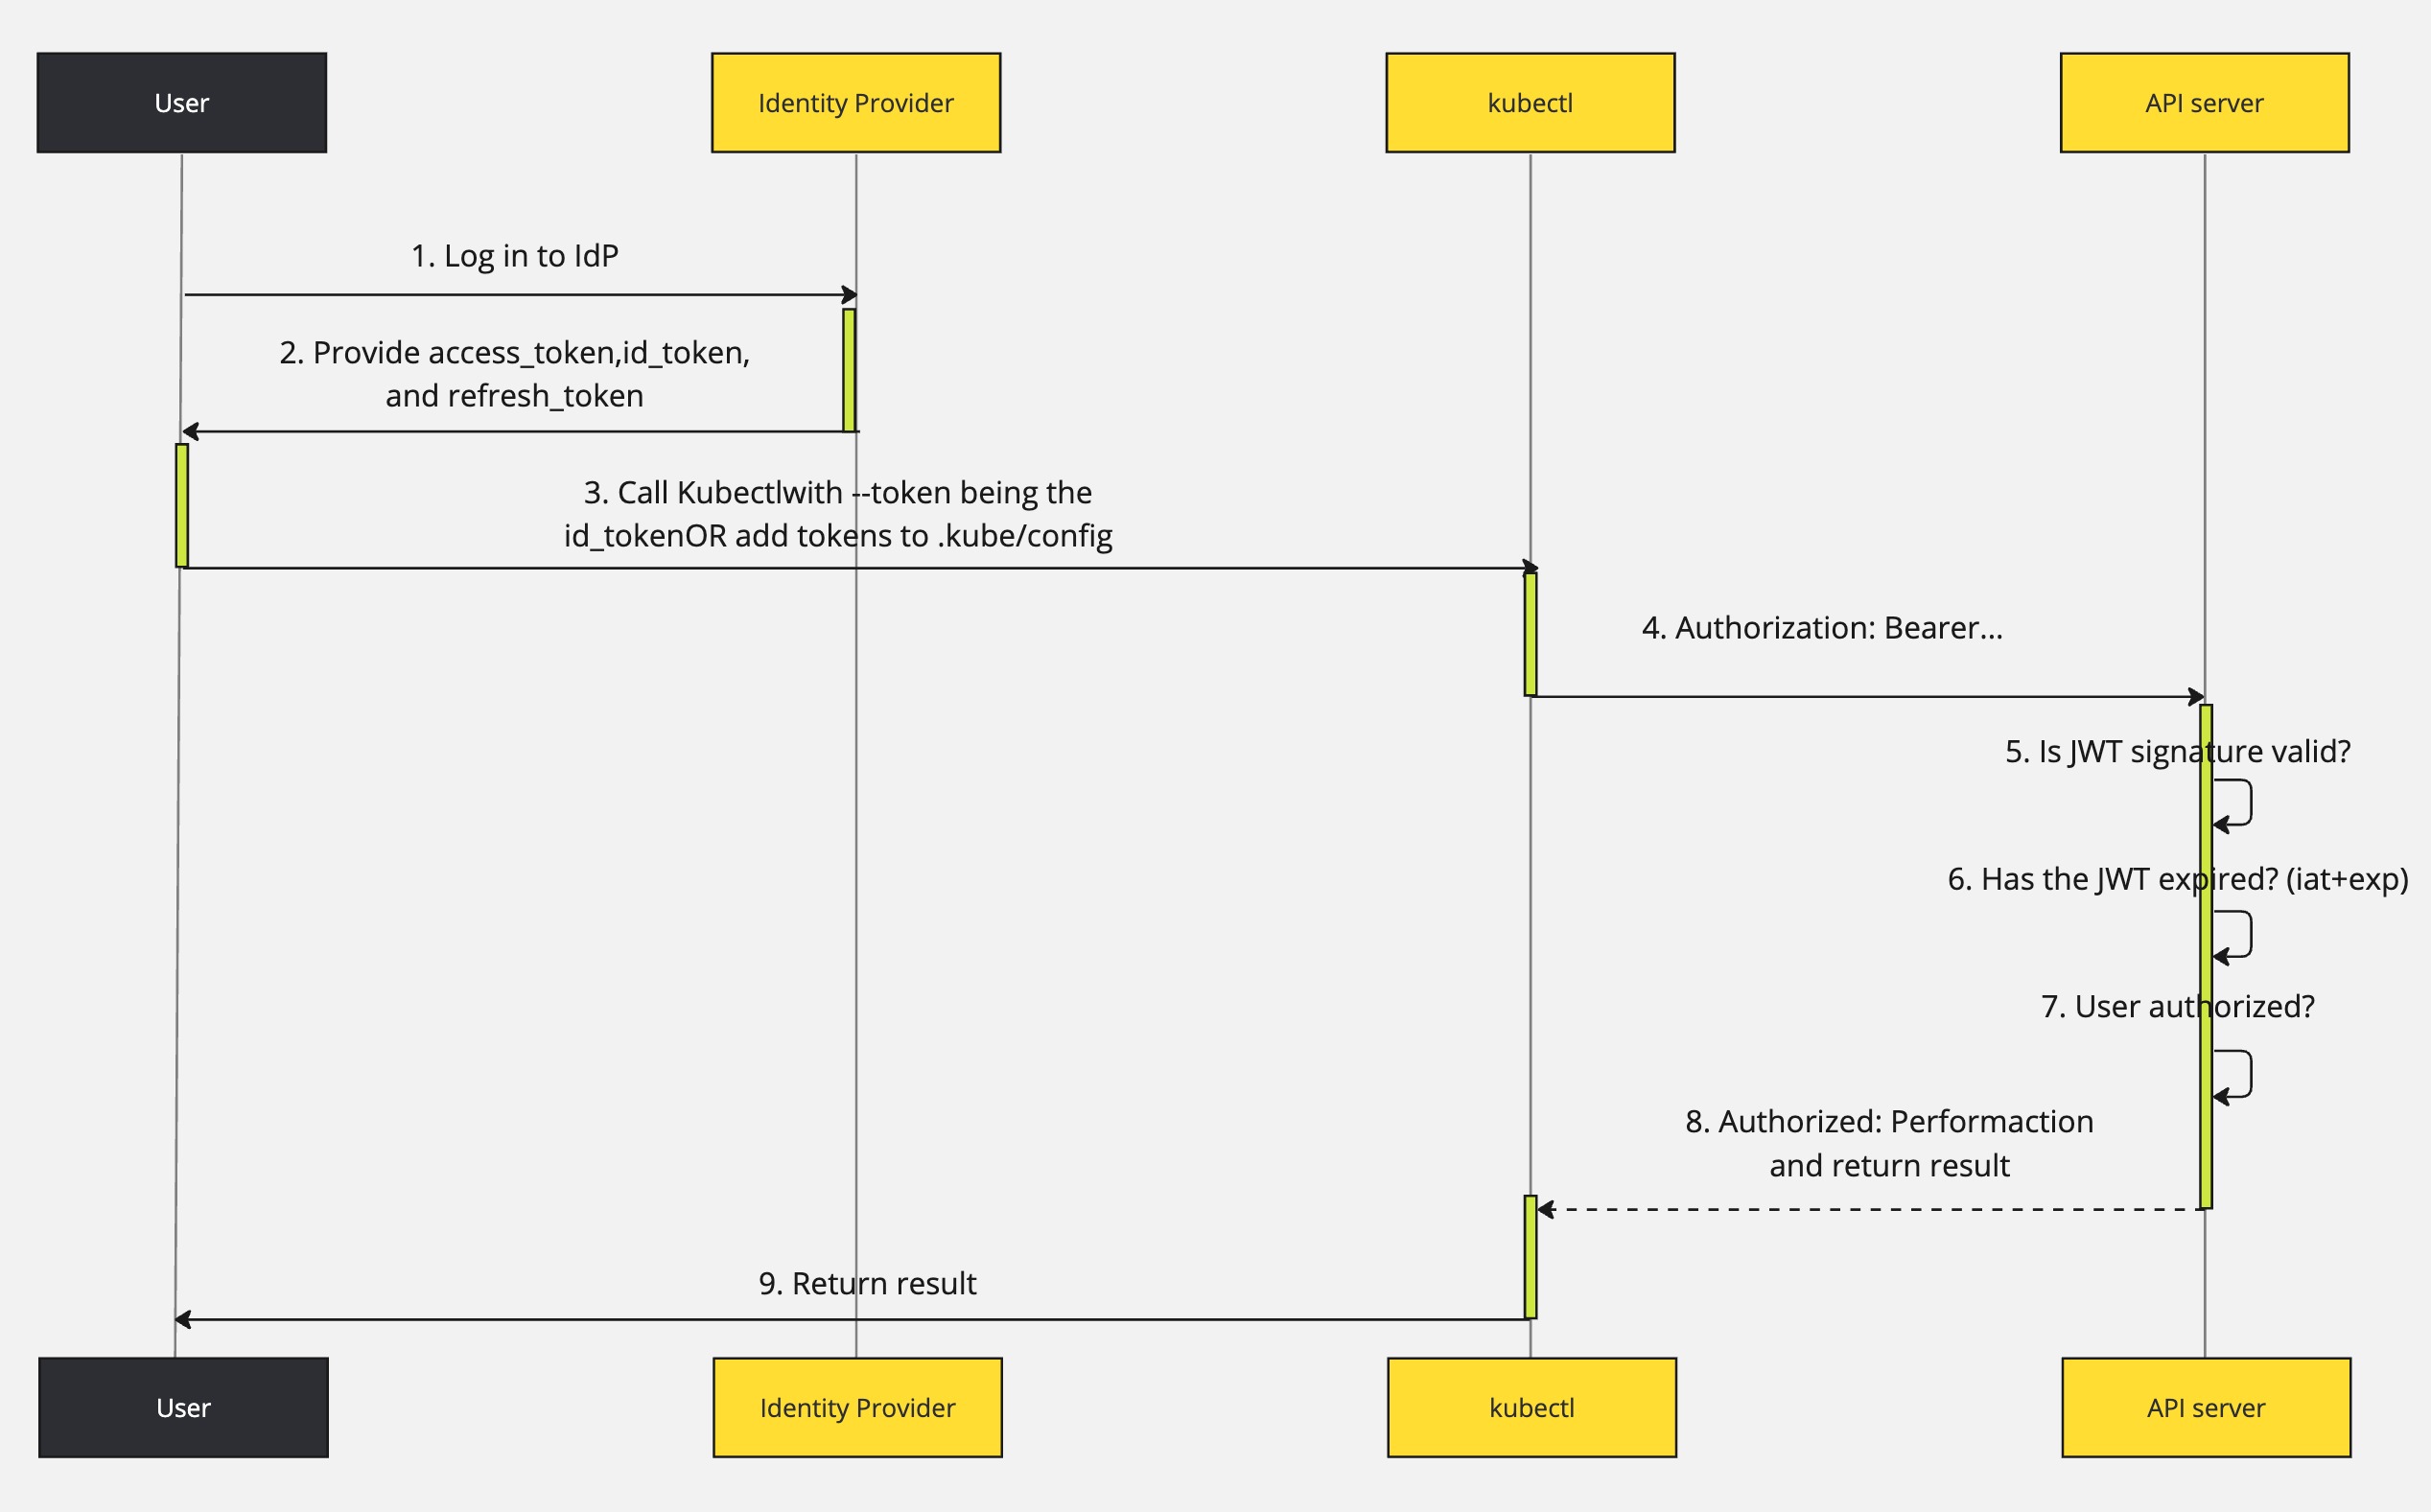 User
Identity Provider
kubectl
API server
1. Log in to IdP
2. Provide access_token,id_token,
and refresh_token
3. Call Kubectlwith --token being the
id_tokenOR add tokens to .kube/config
4. Authorization: Bearer...
5. Is JWT signature valid?
6. Has the JWT expired? (iat+exp)
7. User authorized?
8. Authorized: Performaction
and return result
9. Return result
User
Identity Provider
kubectl
API server